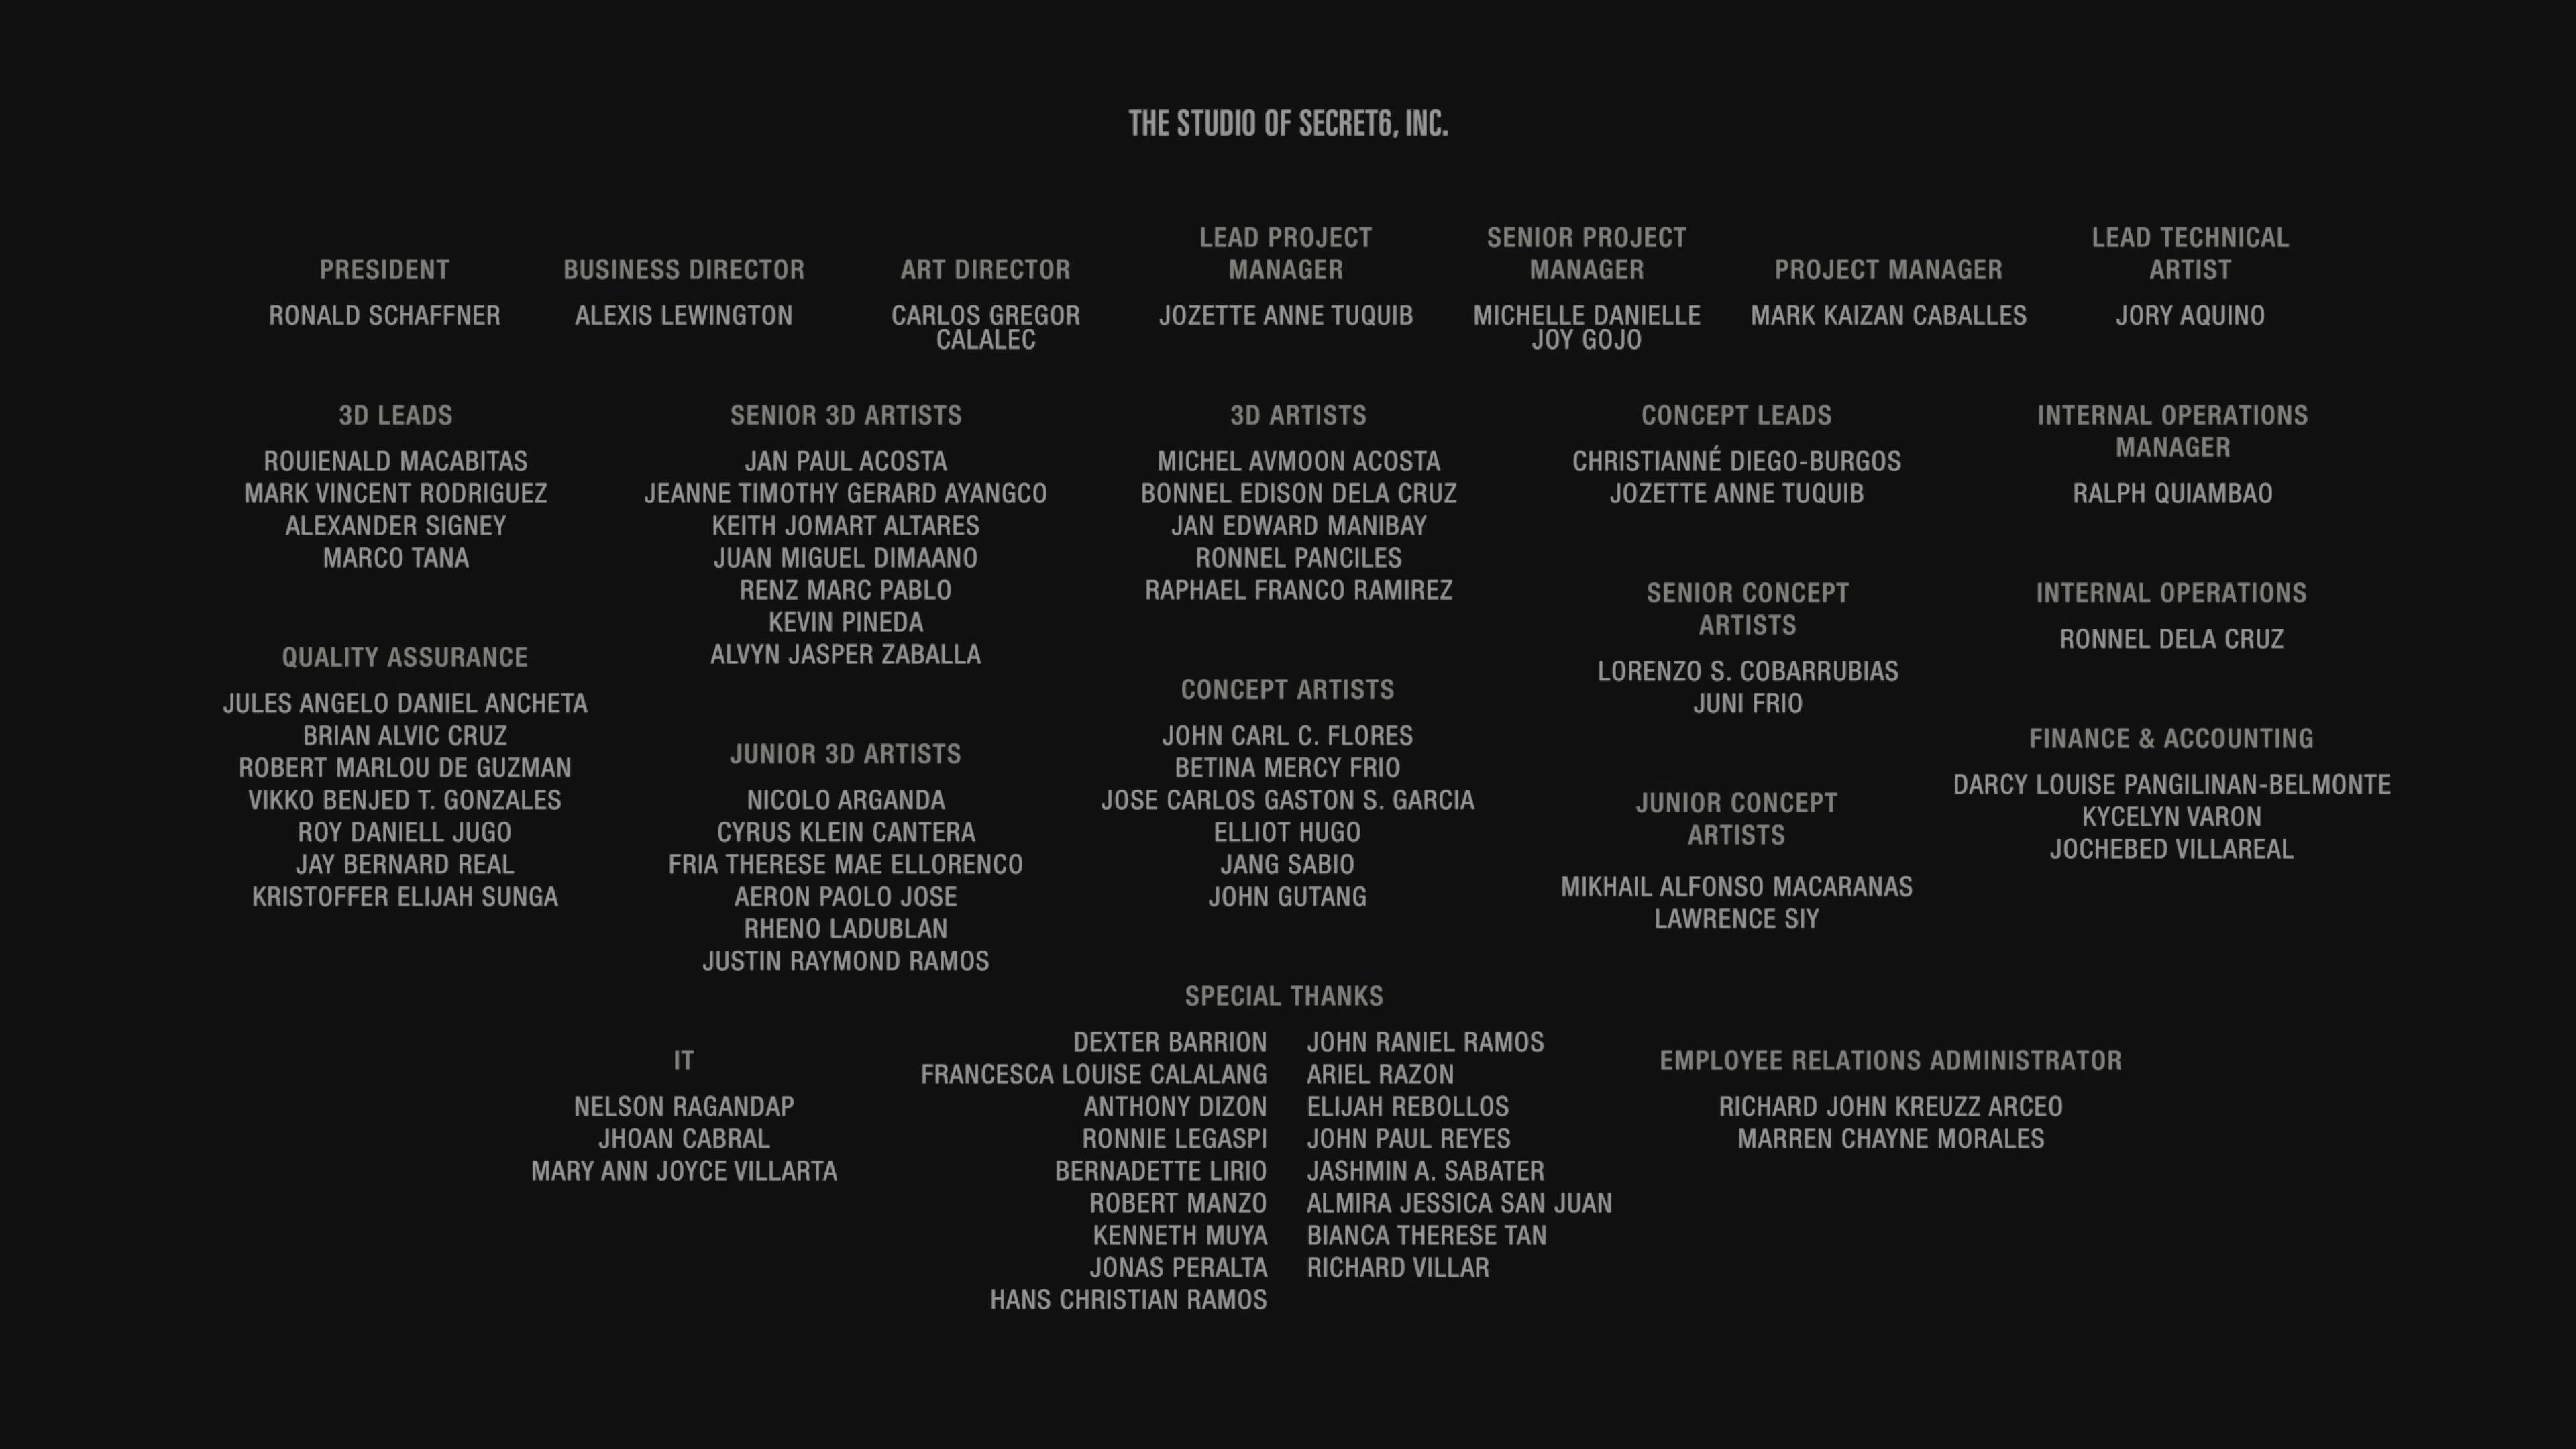 THE STUDIO OF SECRET6, INC.
PRESIDENT
RONALD SCHAFFNER
BUSINESS DIRECTOR
ALEXIS LEWINGTON
ART DIRECTOR
CARLOS GREGOR
CALALEC
LEAD PROJECT
MANAGER
JOZETTE ANNE TUQUIB
SENIOR PROJECT
MANAGER
MICHELLE DANIELLE
JOY GOJO
PROJECT MANAGER
MARK KAIZAN CABALLES
LEAD TECHNICAL
ARTIST
JORY AQUINO
3D LEADS
ROUIENALD MACABITAS
MARK VINCENT RODRIGUEZ
ALEXANDER SIGNEY
MARCO TANA
QUALITY ASSURANCE
JULES ANGELO DANIEL ANCHETA
BRIAN ALVIC CRUZ
ROBERT MARLOU DE GUZMAN
VIKKO BENJED T. GONZALES
ROY DANIELL JUGO
JAY BERNARD REAL
KRISTOFFER ELIJAH SUNGA
SENIOR 3D ARTISTS
JAN PAUL ACOSTA
JEANNE TIMOTHY GERARD AYANGCO
KEITH JOMART ALTARES
JUAN MIGUEL DIMAANO
RENZ MARC PABLO
KEVIN PINEDA
ALVYN JASPER ZABALLA
JUNIOR 3D ARTISTS
NICOLO ARGANDA
CYRUS KLEIN CANTERA
FRIA THERESE MAE ELLORENCO
AERON PAOLO JOSE
RHENO LADUBLAN
JUSTIN RAYMOND RAMOS
3D ARTISTS
MICHEL AVMOON ACOSTA
BONNEL EDISON DELA CRUZ
JAN EDWARD MANIBAY
RONNEL PANCILES
RAPHAEL FRANCO RAMIREZ
CONCEPT ARTISTS
JOHN CARL C. FLORES
BETINA MERCY FRIO
JOSE CARLOS GASTON S. GARCIA
ELLIOT HUGO
JANG SABIO
JOHN GUTANG
CONCEPT LEADS
CHRISTIANNÉ DIEGO-BURGOS
JOZETTE ANNE TUQUIB
SENIOR CONCEPT
ARTISTS
LORENZO S. COBARRUBIAS
JUNI FRIO
JUNIOR CONCEPT
ARTISTS
MIKHAIL ALFONSO MACARANAS
LAWRENCE SIY
INTERNAL OPERATIONS
MANAGER
RALPH QUIAMBAO
INTERNAL OPERATIONS
RONNEL DELA CRUZ
FINANCE & ACCOUNTING
DARCY LOUISE PANGILINAN-BELMONTE
KYCELYN VARON
JOCHEBED VILLAREAL
IT
NELSON RAGANDAP
JHOAN CABRAL
MARY ANN JOYCE VILLARTA
SPECIAL THANKS
DEXTER BARRION
FRANCESCA LOUISE CALALANG
ANTHONY DIZON
RONNIE LEGASPI
BERNADETTE LIRIO
ROBERT MANZO
KENNETH MUYA
JONAS PERALTA
HANS CHRISTIAN RAMOS
JOHN RANIEL RAMOS
ARIEL RAZON
ELIJAH REBOLLOS
JOHN PAUL REYES
JASHMIN A. SABATER
ALMIRA JESSICA SAN JUAN
BIANCA THERESE TAN
RICHARD VILLAR
EMPLOYEE RELATIONS ADMINISTRATOR
RICHARD JOHN KREUZZ ARCEO
MARREN CHAYNE MORALES